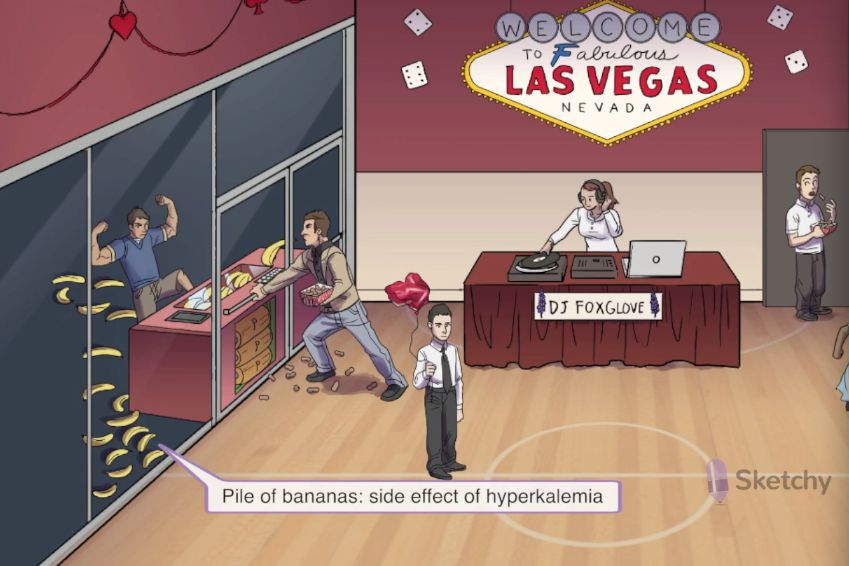 WELCOME
TO Fabulous
LAS VEGAS
NEVADA
DJ FOXGLOVE
Sketchy
Pile of bananas: side effect of hyperkalemia